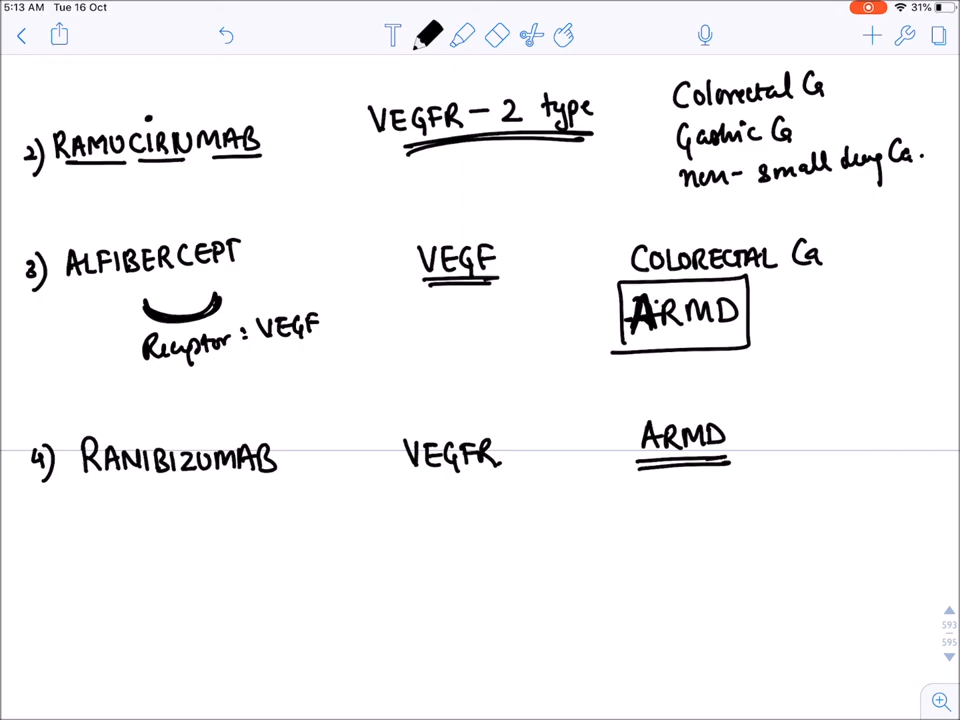 5:13 AM Tue 16 Oct
31%
T
2) RAMUCIRUMAB VEGFR - 2 type Colorectal Ca
Gastric Ca
non- small lung Ca.
3) ALFIBERCEPT VEGF COLORECTAL Ca
Receptor : VEGF ARMD
4) RANIBIZUMAB VEGFR ARMD
593
595